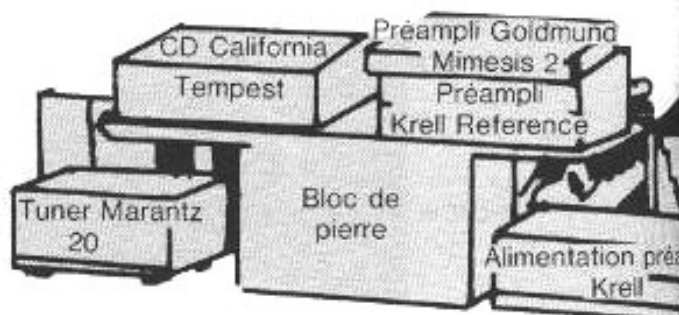 CD California
Tempest
Préampli Goldmund
Mimesis 2
Préampli
Krell Reference
Tuner Marantz
20
Bloc de
pierre
Alimentation
Krell